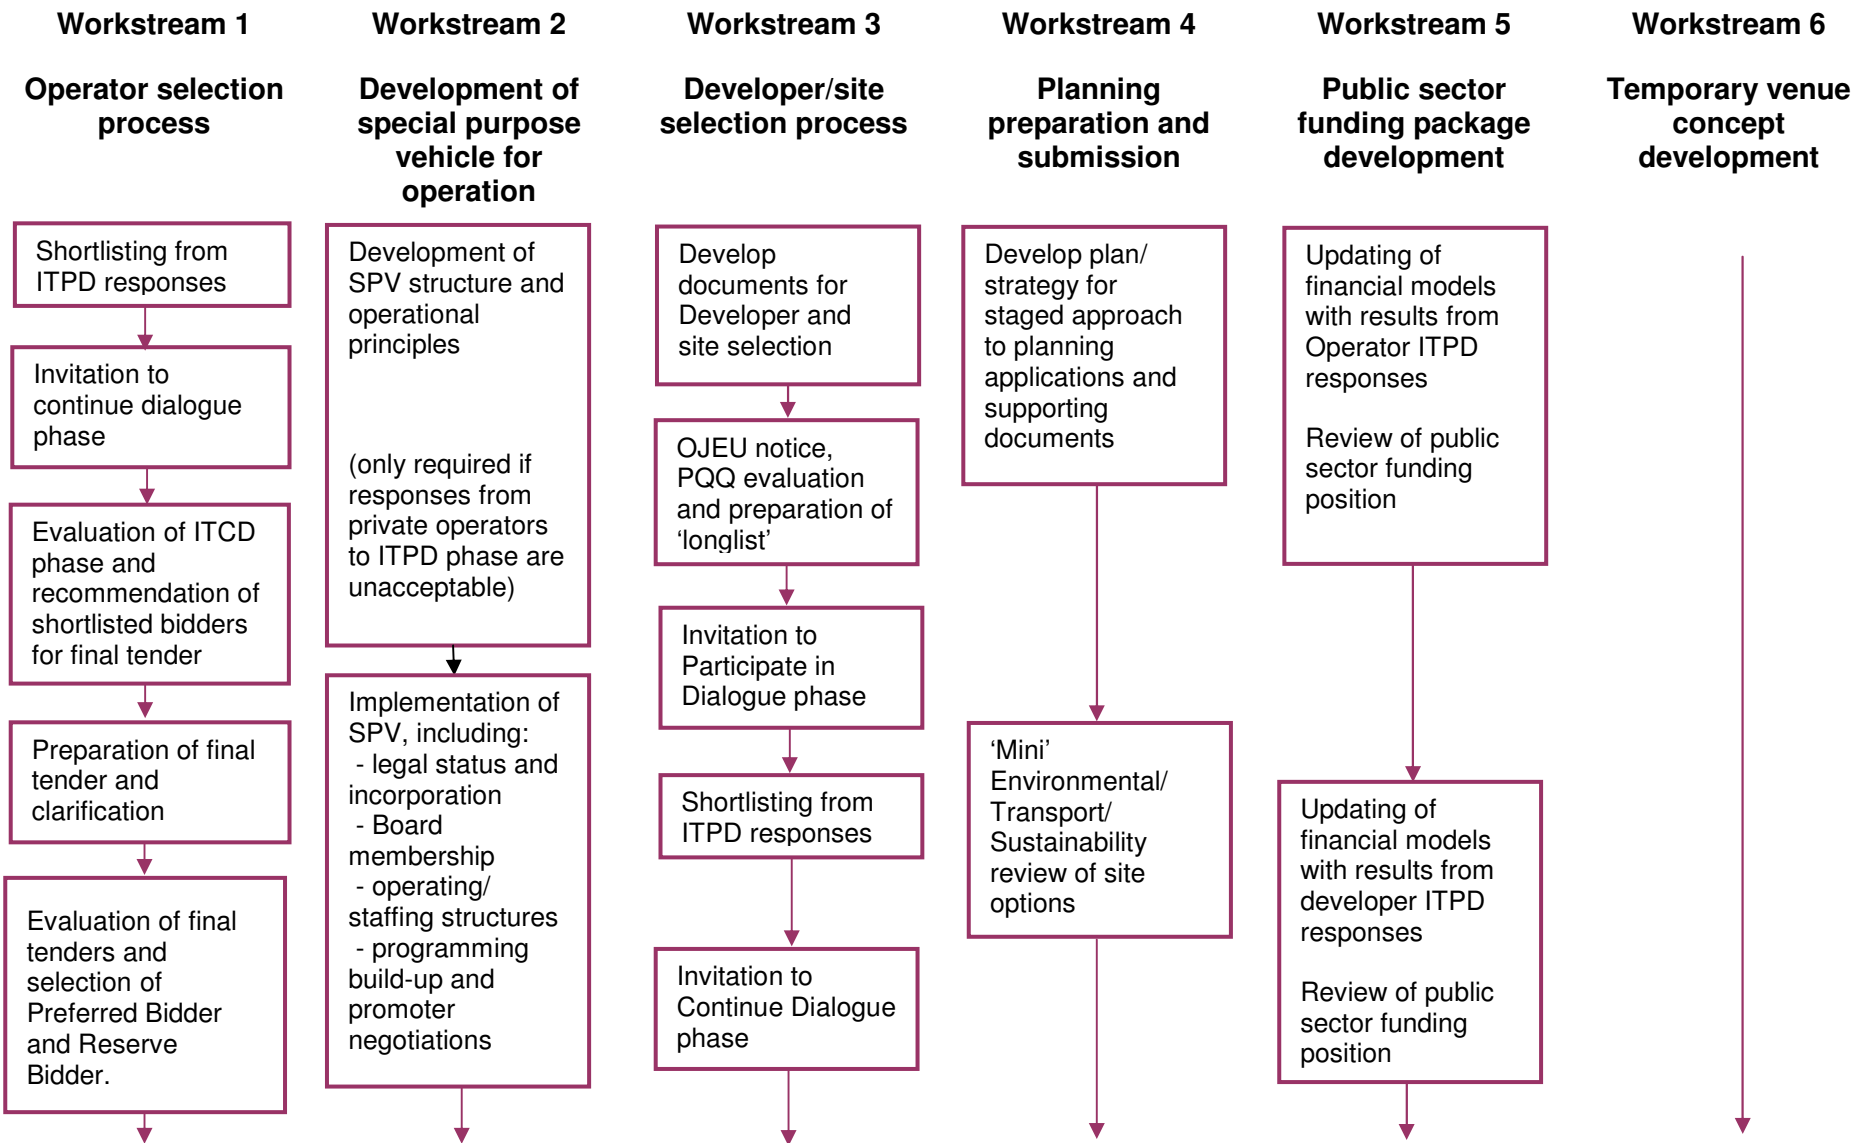 Workstream 1
Operator selection
process
Shortlisting from
ITPD responses
Invitation to
continue dialogue
phase
Evaluation of ITCD
phase and
recommendation of
shortlisted bidders
for final tender
Preparation of final
tender and
clarification
Evaluation of final
tenders and
selection of
Preferred Bidder
and Reserve
Bidder.
Workstream 2
Development of
special purpose
vehicle for
operation
Development of
SPV structure and
operational
principles
(only required if
responses from
private operators
to ITPD phase are
unacceptable)
Implementation of
SPV, including:
- legal status and
incorporation
- Board
membership
- operating/
staffing structures
- programming
build-up and
promoter
negotiations
Workstream 3
Developer/site
selection process
Develop
documents for
Developer and
site selection
OJEU notice,
PQQ evaluation
and preparation of
‘longlist’
Invitation to
Participate in
Dialogue phase
Shortlisting from
ITPD responses
Invitation to
Continue Dialogue
phase
Workstream 4
Planning
preparation and
submission
Develop plan/
strategy for
staged approach
to planning
applications and
supporting
documents
‘Mini’
Environmental/
Transport/
Sustainability
review of site
options
Workstream 5
Public sector
funding package
development
Updating of
financial models
with results from
Operator ITPD
responses
Review of public
sector funding
position
Updating of
financial models
with results from
developer ITPD
responses
Review of public
sector funding
position
Workstream 6
Temporary venue
concept
development